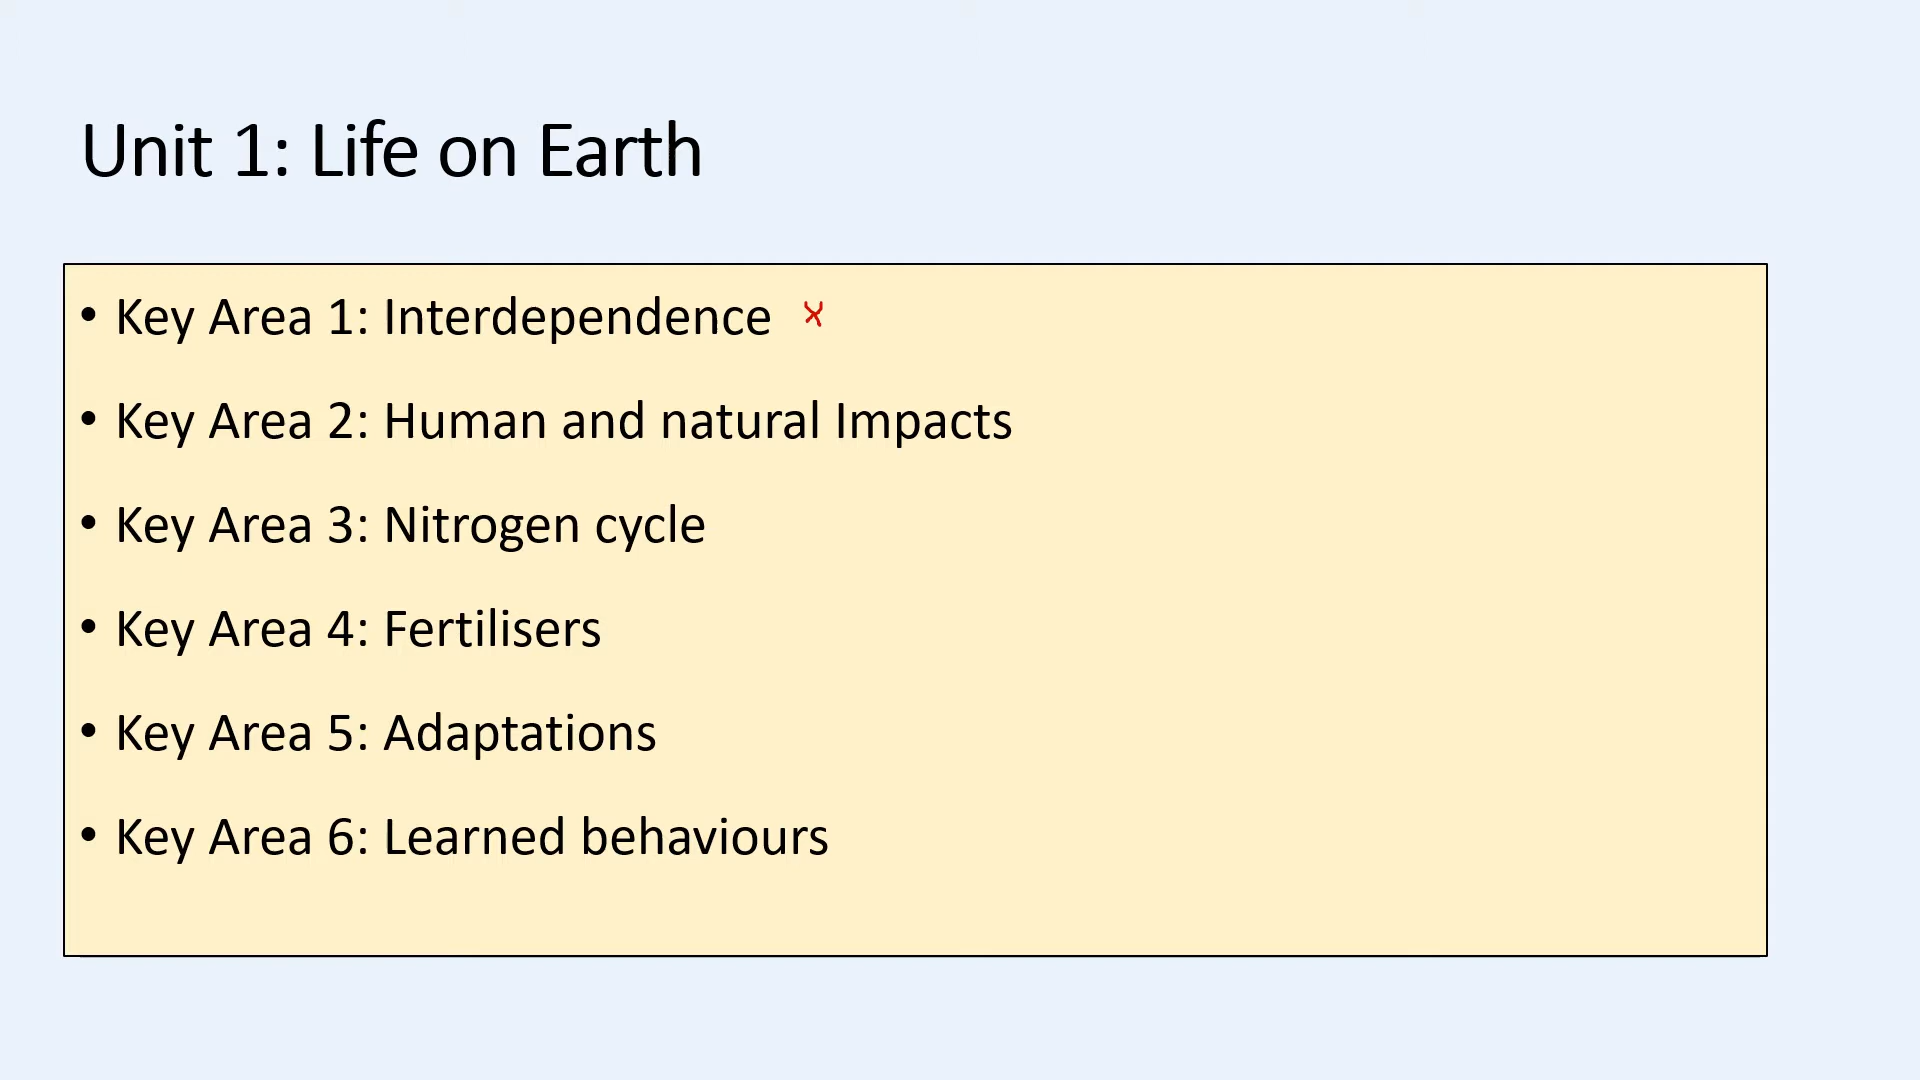 Unit 1: Life on Earth
• Key Area 1: Interdependence x
• Key Area 2: Human and natural Impacts
• Key Area 3: Nitrogen cycle
• Key Area 4: Fertilisers
• Key Area 5: Adaptations
• Key Area 6: Learned behaviours